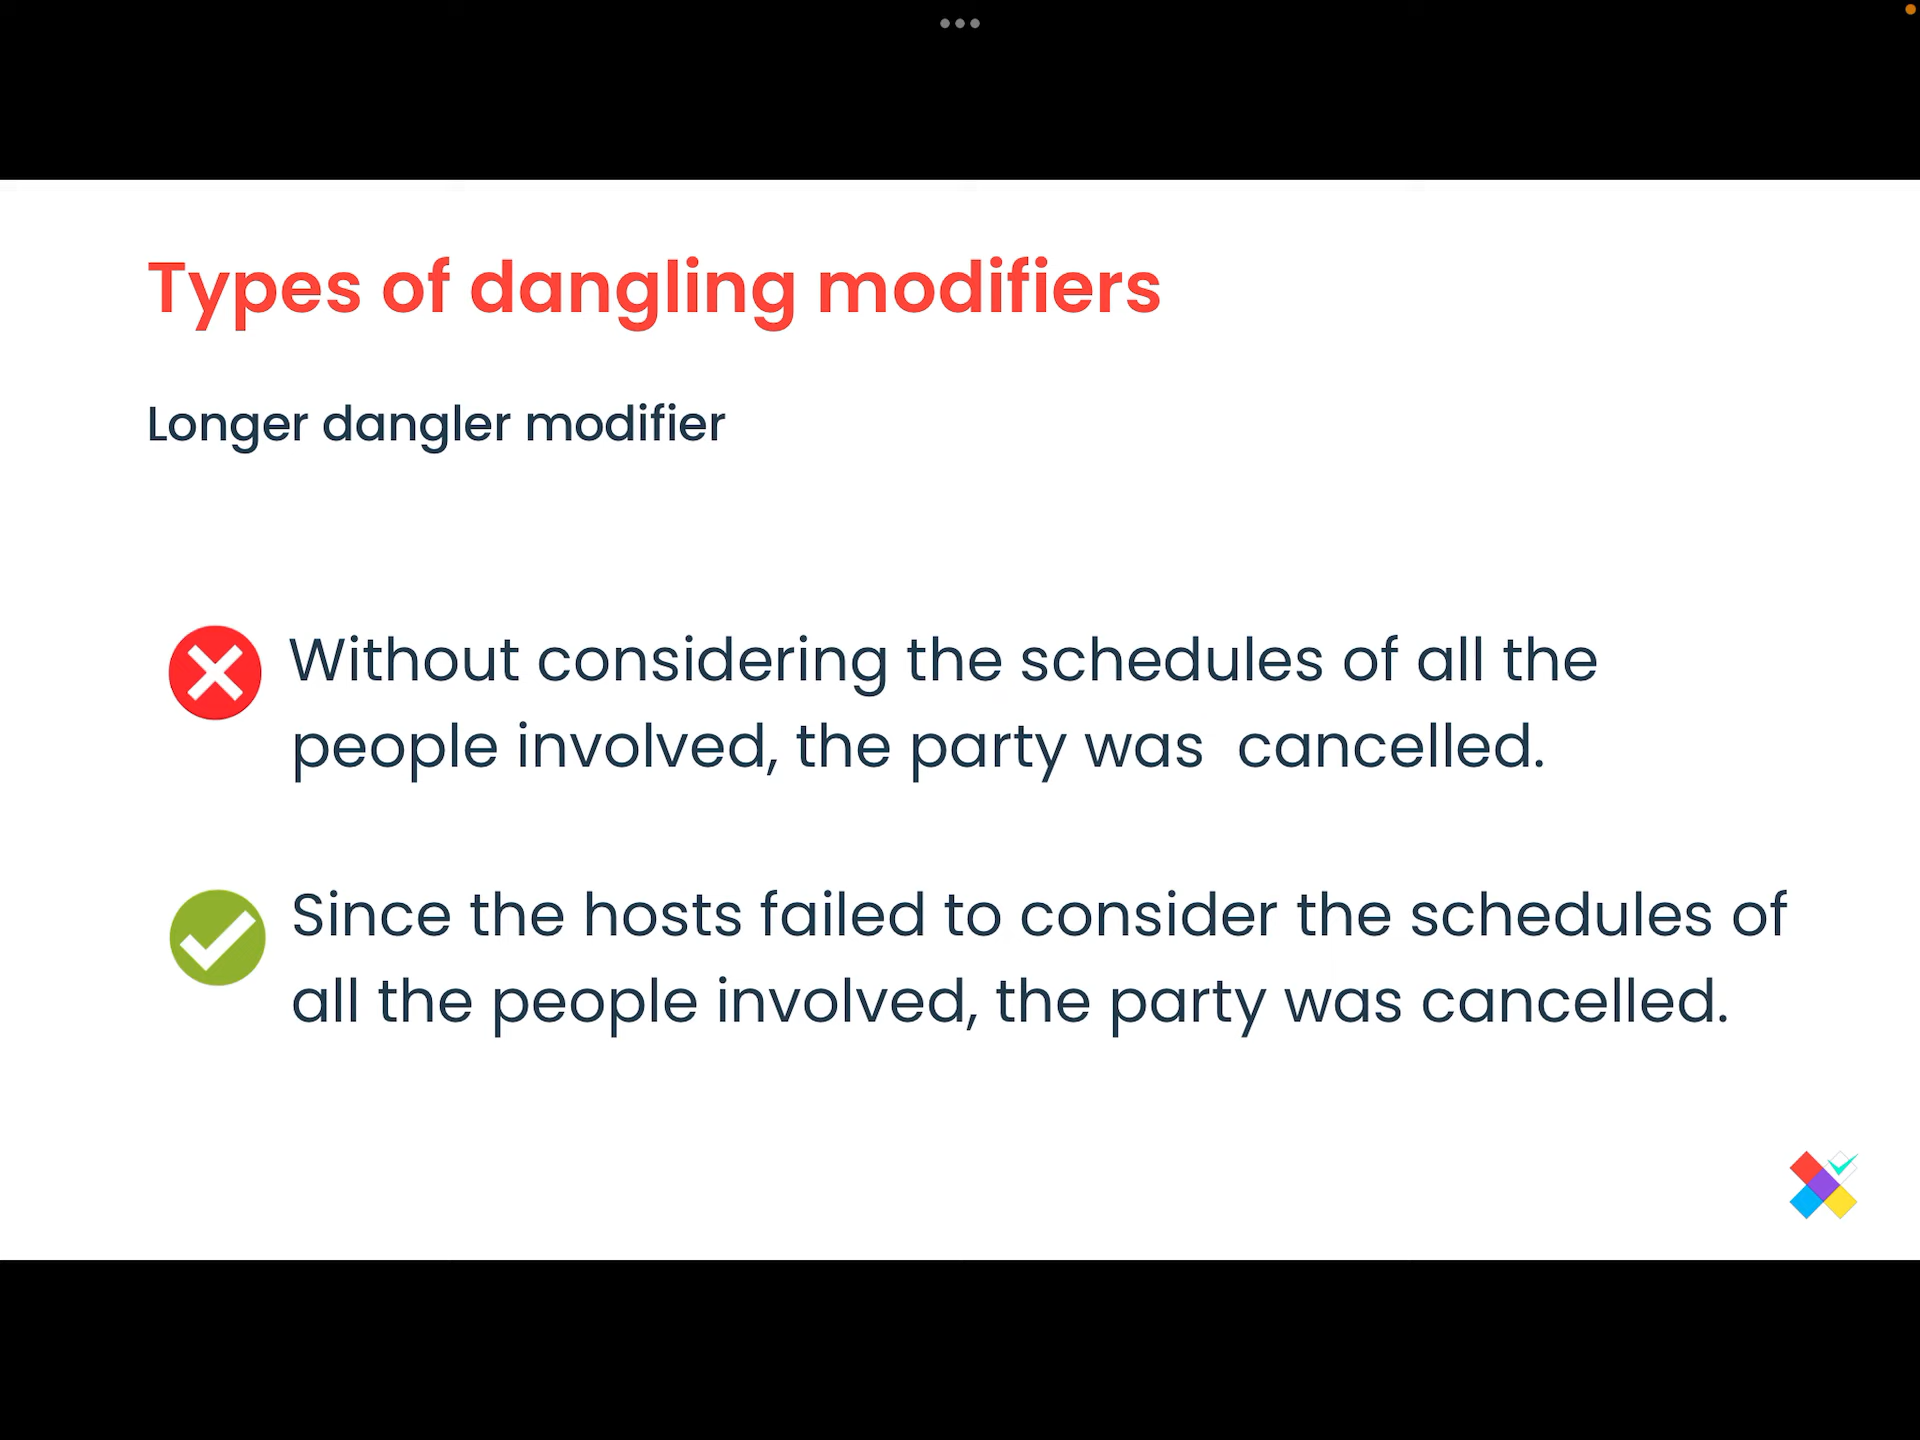 Types of dangling modifiers
Longer dangler modifier
Without considering the schedules of all the
people involved, the party was  cancelled.
Since the hosts failed to consider the schedules of
all the people involved, the party was cancelled.